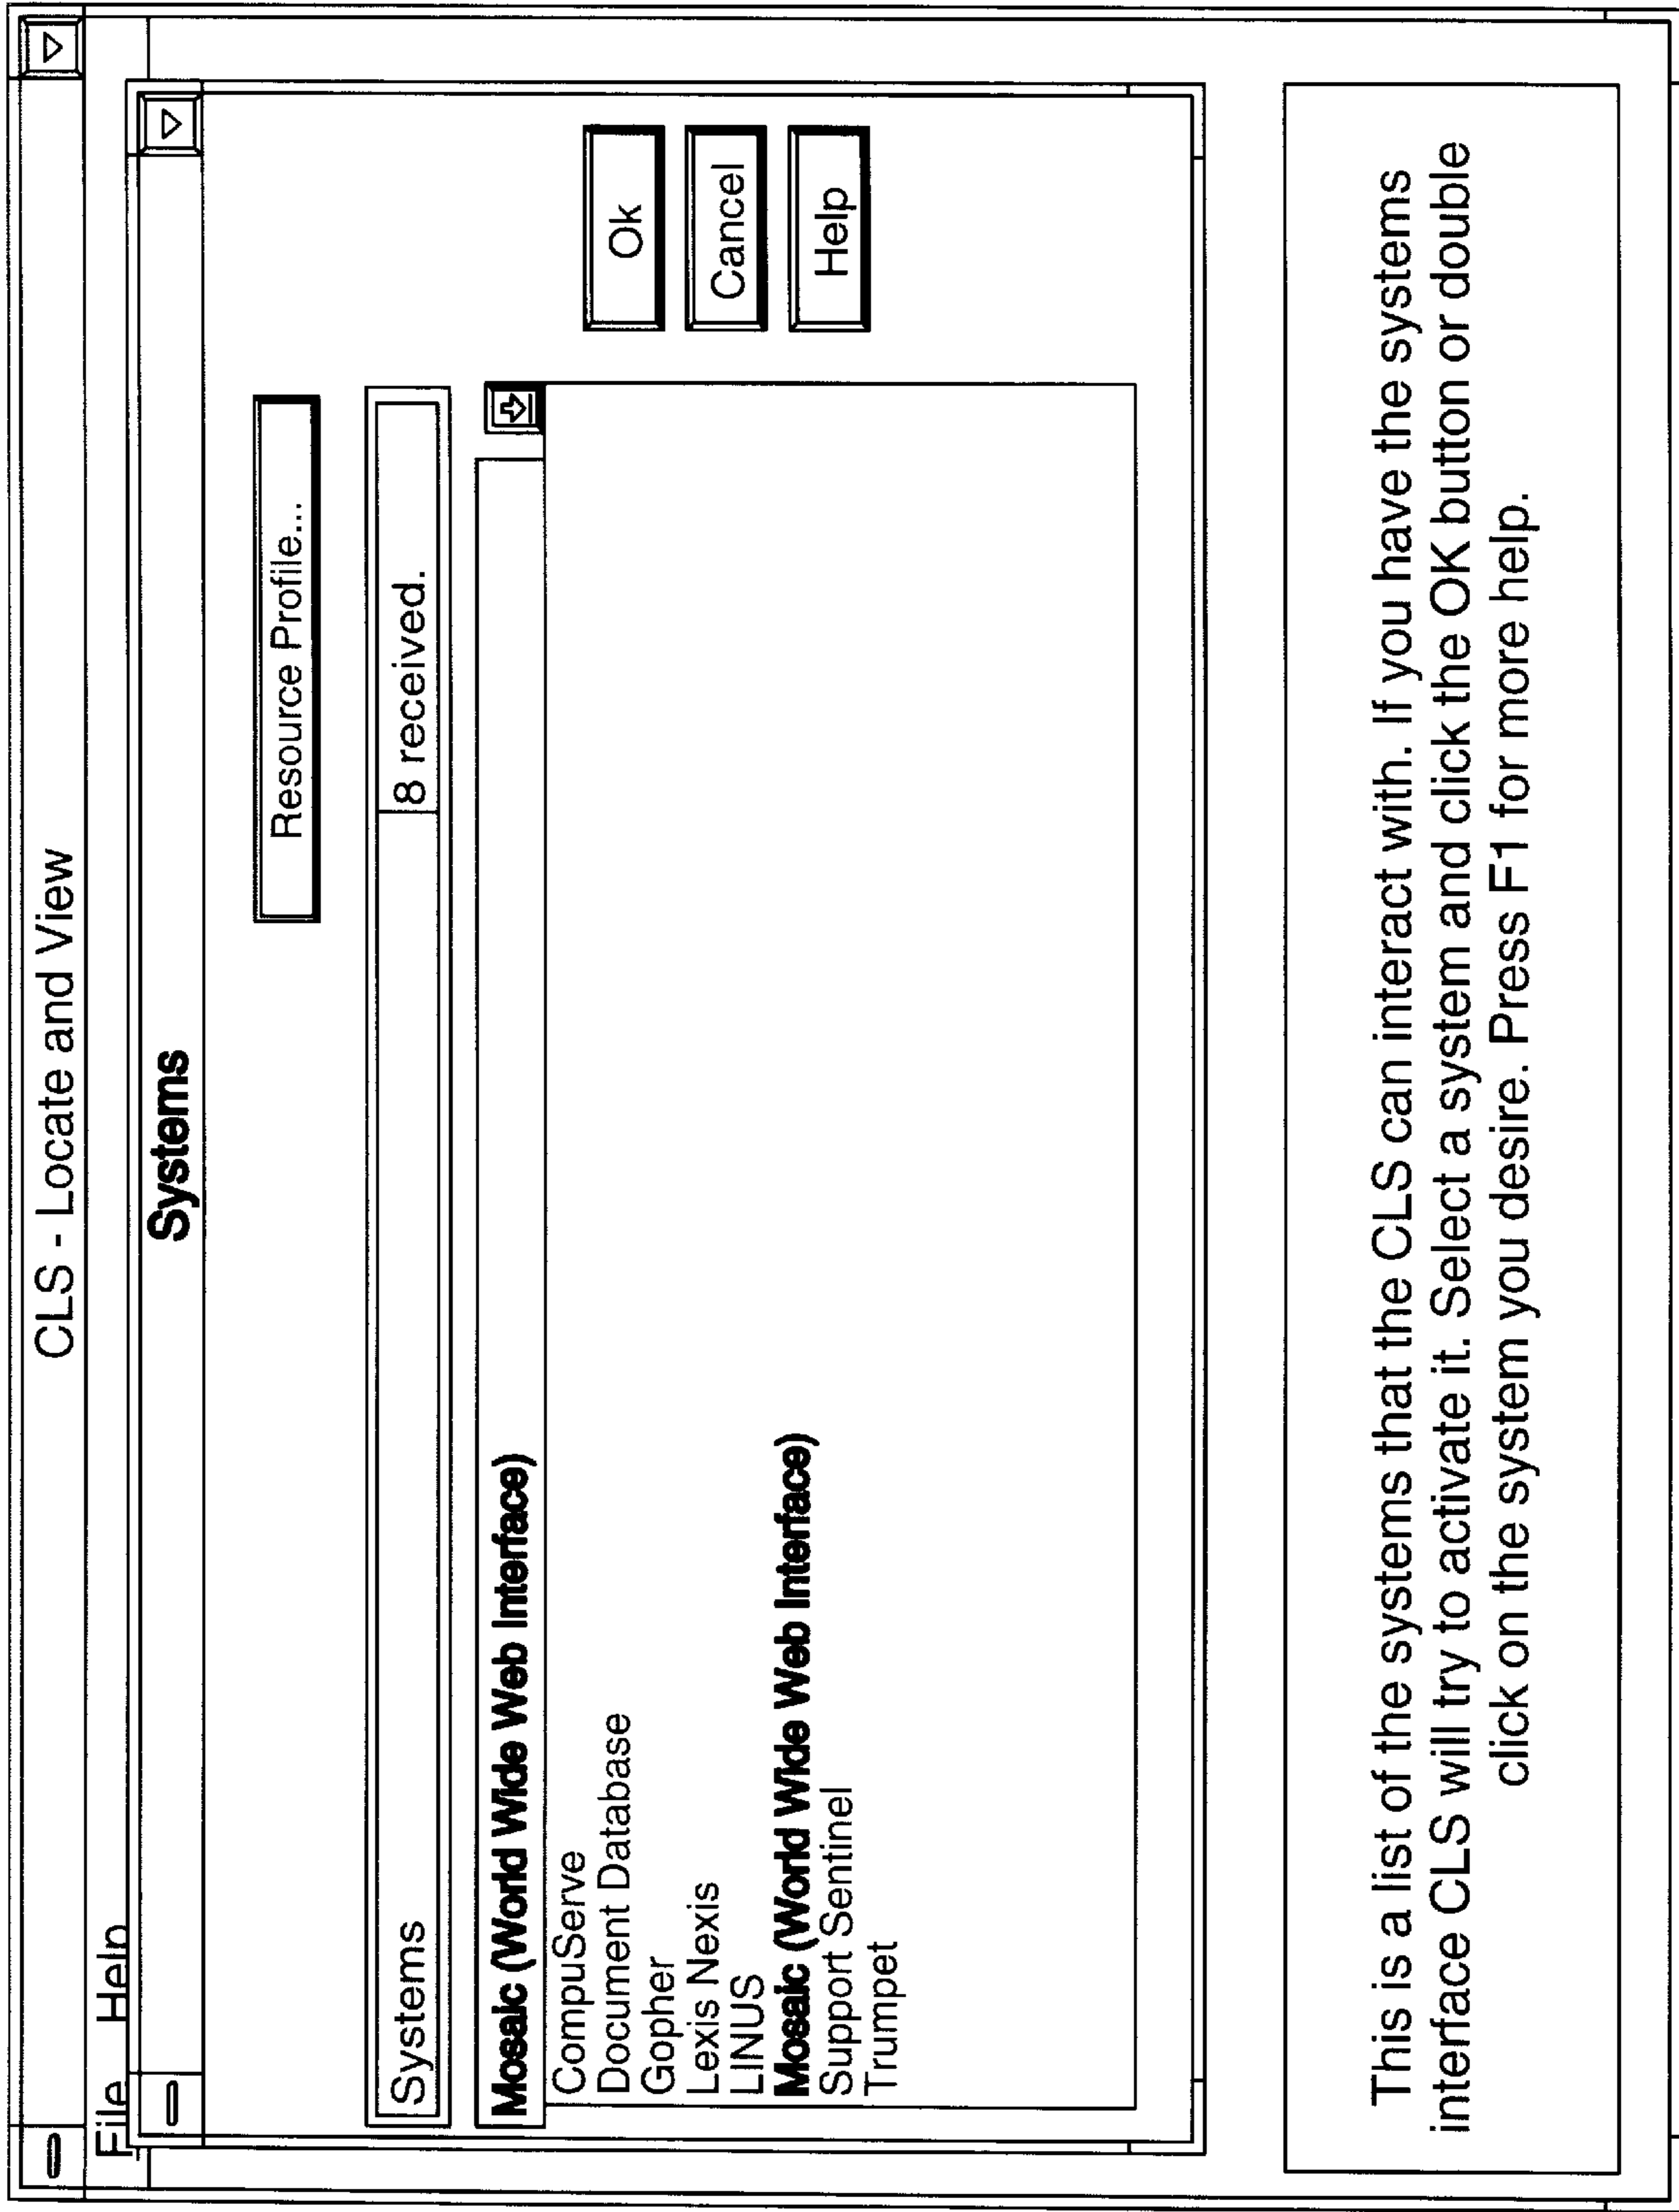 CLS - Locate and View
File Help
Systems
Resource Profile...
Systems 8 received.
Mosaic (World Wide Web Interface)
CompuServe
Document Database
Gopher
Lexis Nexis
LINUS
Mosaic (World Wide Web Interface)
Support Sentinel
Trumpet
Ok
Cancel
Help
This is a list of the systems that the CLS can interact with. If you have the systems
interface CLS will try to activate it. Select a system and click the OK button or double
click on the system you desire. Press F1 for more help.